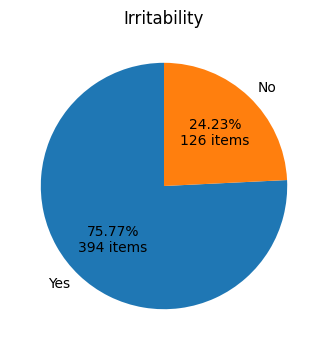 Irritability
No
24.23%
126 items
75.77%
394 items
Yes